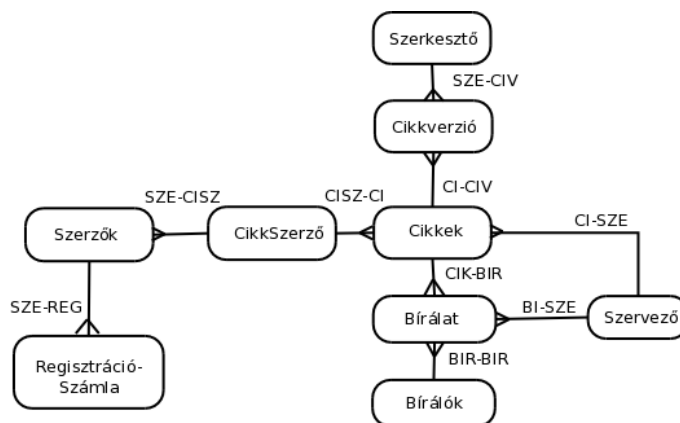 Szerkesztő
SZE-CIV
Cikkverzió
CI-CIV
SZE-CISZ
CISZ-CI
CI-SZE
Szerzők
CikkSzerző
Cikkek
CIK-BIR
SZE-REG
Bírálat
BI-SZE
Szervező
BIR-BIR
Regisztráció-
Számla
Bírálók